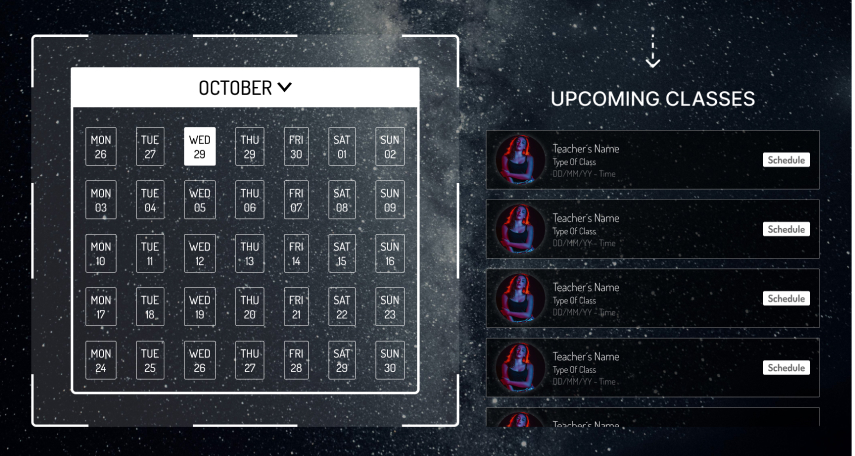 OCTOBER
MON TUE WED THU FRI SAT SUN
26 27 29 29 30 01 02
MON TUE WED THU FRI SAT SUN
03 04 05 06 07 08 09
MON TUE WED THU FRI SAT SUN
10 11 12 13 14 15 16
MON TUE WED THU FRI SAT SUN
17 18 19 20 21 22 23
MON TUE WED THU FRI SAT SUN
24 25 26 27 28 29 30
UPCOMING CLASSES
Teacher's Name
Type Of Class
DD/MM/YY - Time
Schedule
Teacher's Name
Type Of Class
DD/MM/YY - Time
Schedule
Teacher's Name
Type Of Class
DD/MM/YY - Time
Schedule
Teacher's Name
Type Of Class
DD/MM/YY - Time
Schedule
Teacher's Name